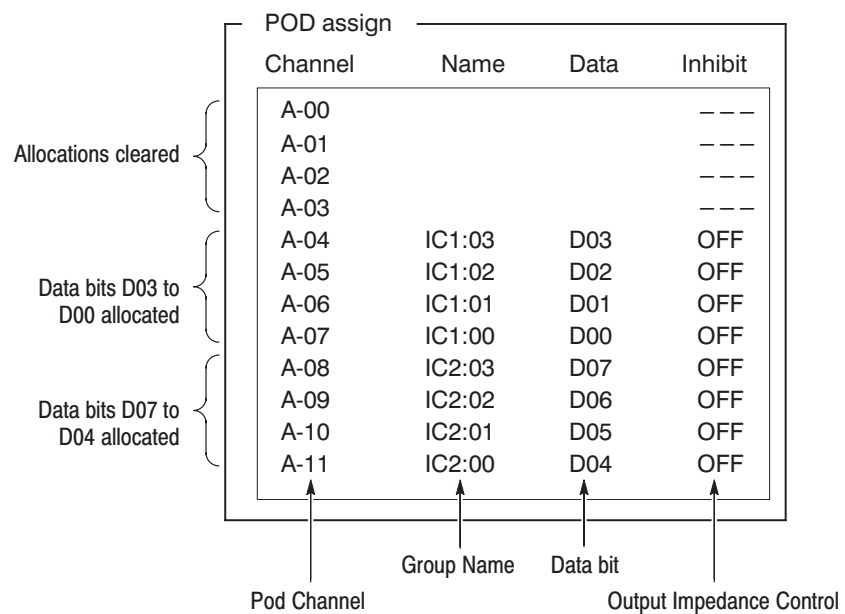 POD assign
Channel Name Data Inhibit
A-00 – – –
A-01 – – –
A-02 – – –
A-03 – – –
A-04 IC1:03 D03 OFF
A-05 IC1:02 D02 OFF
A-06 IC1:01 D01 OFF
A-07 IC1:00 D00 OFF
A-08 IC2:03 D07 OFF
A-09 IC2:02 D06 OFF
A-10 IC2:01 D05 OFF
A-11 IC2:00 D04 OFF
Allocations cleared
Data bits D03 to
D00 allocated
Data bits D07 to
D04 allocated
Group Name
Data bit
Pod Channel
Output Impedance Control